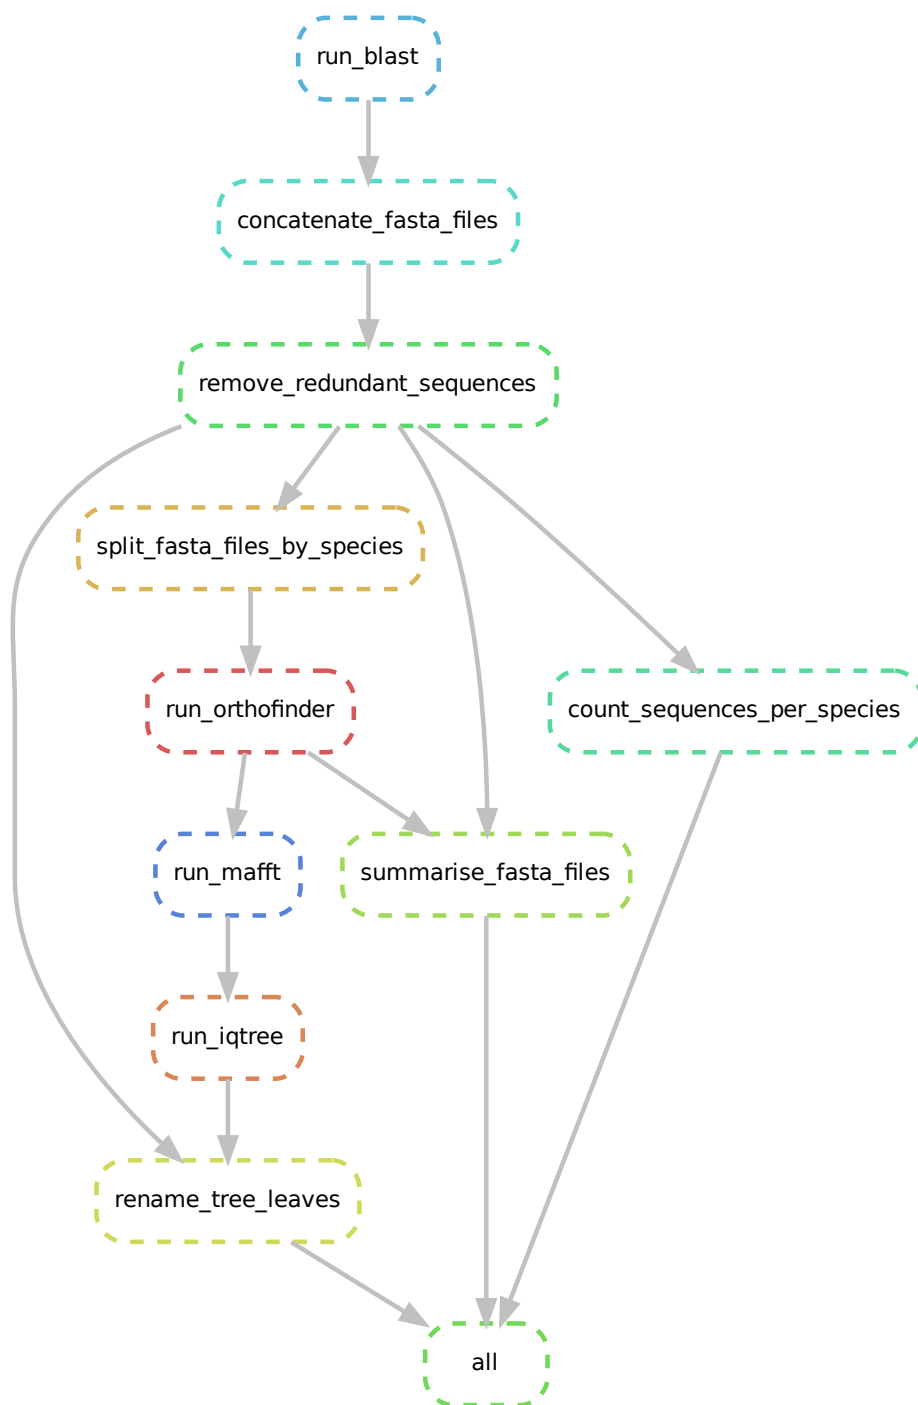 run_blast
concatenate_fasta_files
remove_redundant_sequences
split_fasta_files_by_species
run_orthofinder
count_sequences_per_species
run_mafft
summarise_fasta_files
run_iqtree
rename_tree_leaves
all